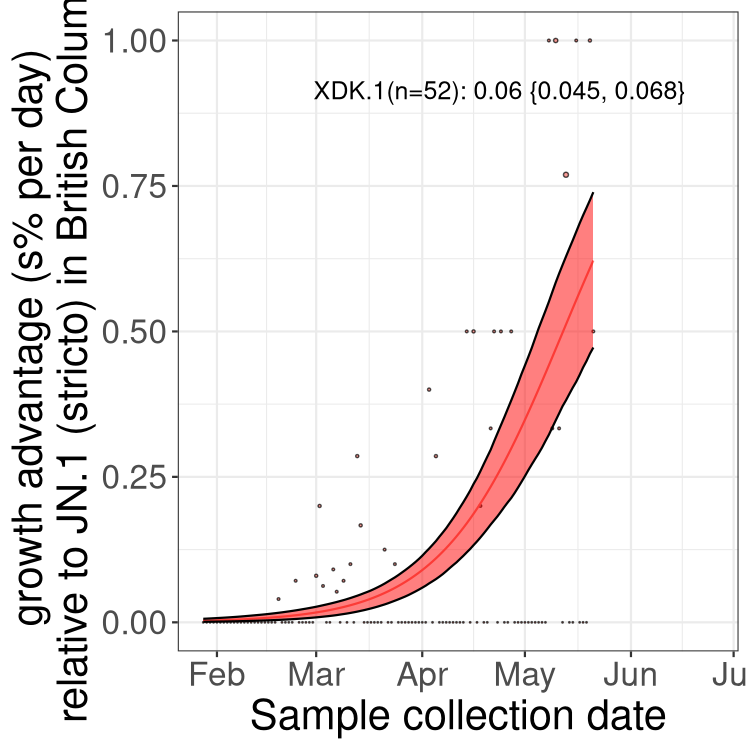 growth advantage (s% per day)
relative to JN.1 (stricto) in British Colum
1.00
0.75
0.50
0.25
0.00
XDK.1(n=52): 0.06 {0.045, 0.068}
Feb Mar Apr May Jun Ju
Sample collection date